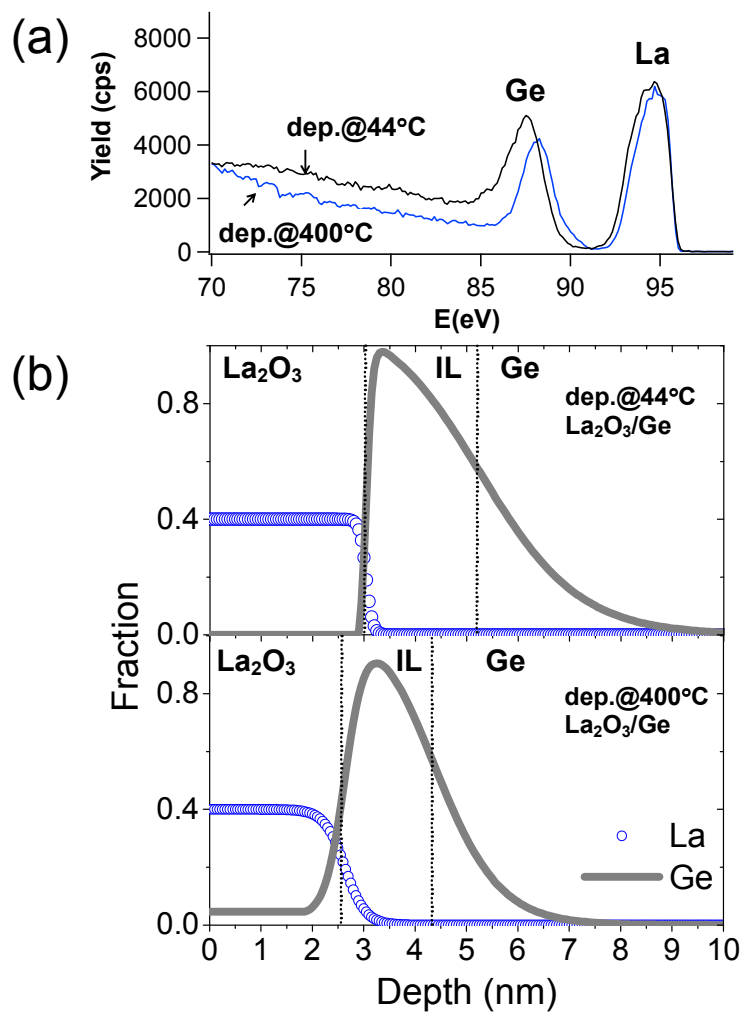 (a)
8000
6000
4000
2000
0
Yield (cps)
La
Ge
dep.@44°C
dep.@400°C
70 75 80 85 90 95
E(eV)
(b)
La₂O₃ IL Ge
dep.@44°C
La₂O₃/Ge
0.8
0.4
0.0
La₂O₃ IL Ge
dep.@400°C
La₂O₃/Ge
0.8
0.4
0.0
Fraction
La
Ge
0 1 2 3 4 5 6 7 8 9 10
Depth (nm)